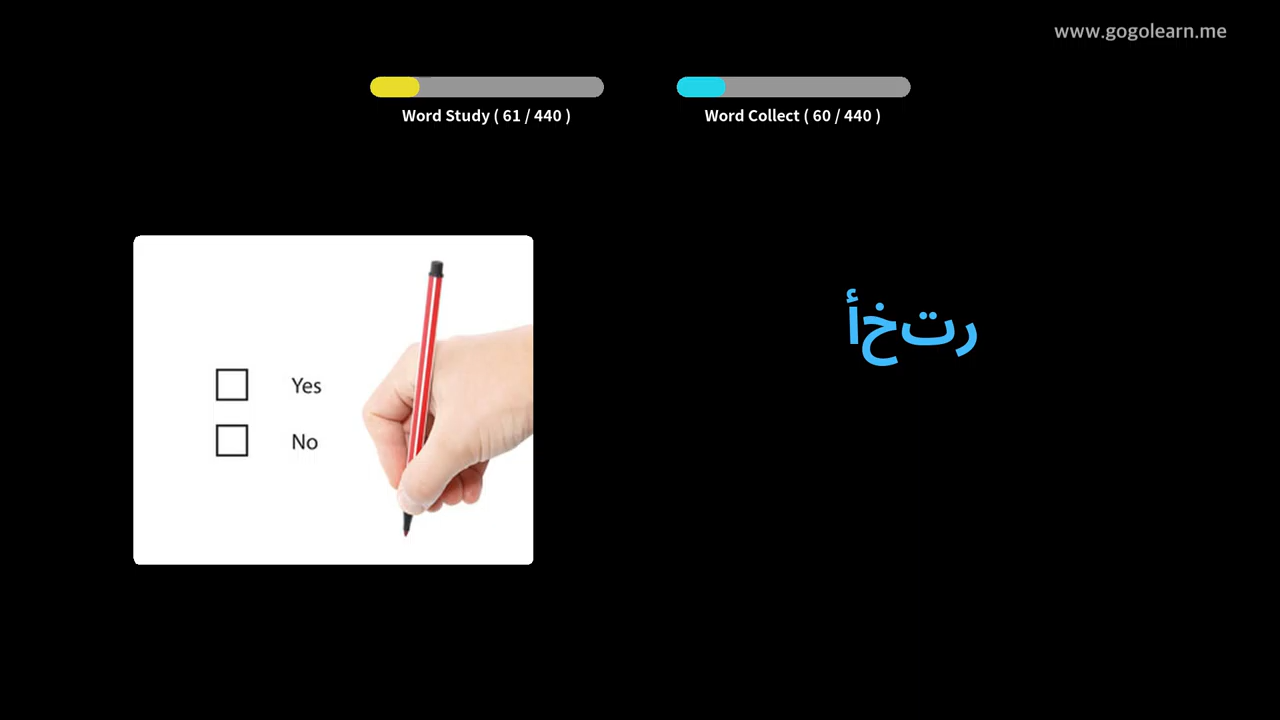 www.gogolearn.me
Word Study ( 61 / 440 )
Word Collect ( 60 / 440 )
Yes
No
رتخأ